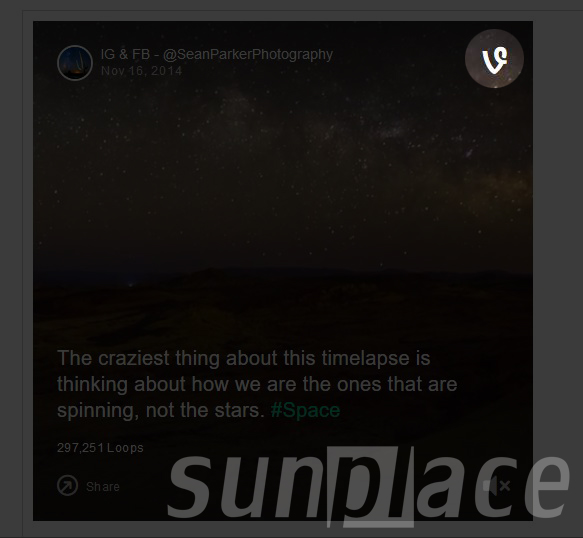 IG & FB - @SeanParkerPhotography
Nov 16, 2014
The craziest thing about this timelapse is
thinking about how we are the ones that are
spinning, not the stars. #Space
297,251 Loops
Share
sunplace